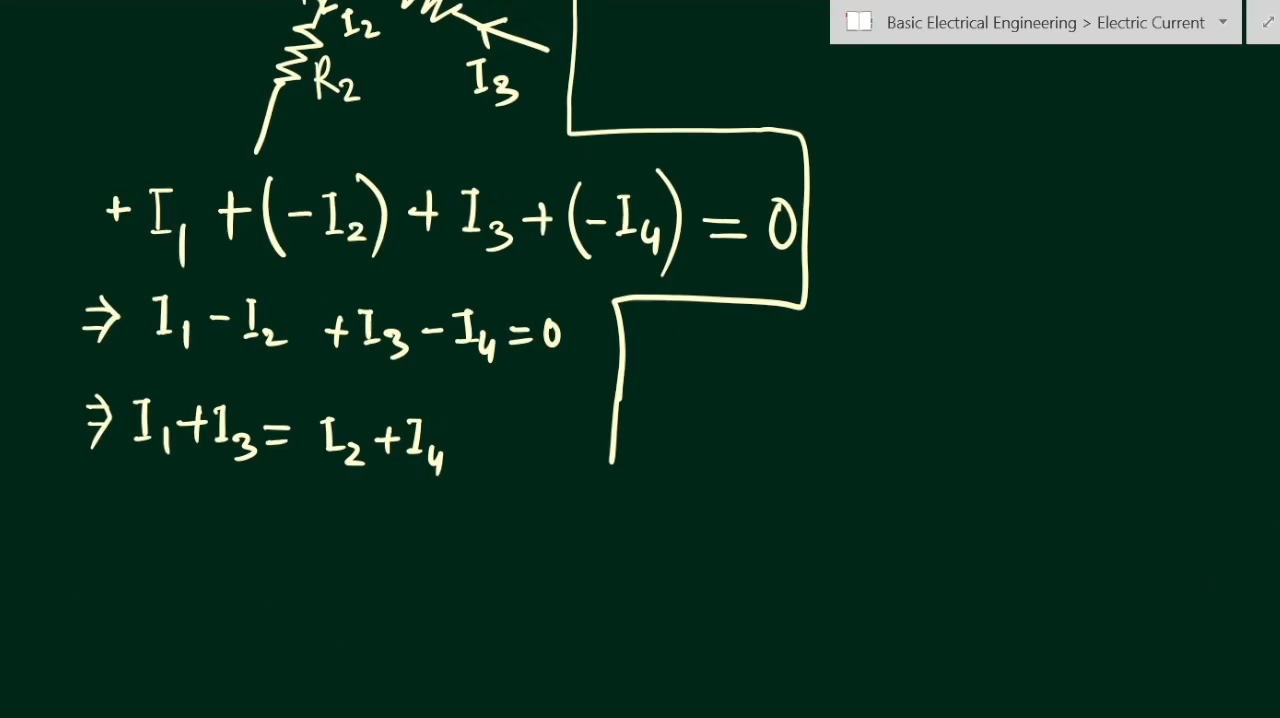 Basic Electrical Engineering > Electric Current
I₂
R₂
I₃
+ I₁ + (-I₂) + I₃ + (-I₄) = 0
⇒ I₁ - I₂ + I₃ - I₄ = 0
⇒ I₁ + I₃ = I₂ + I₄